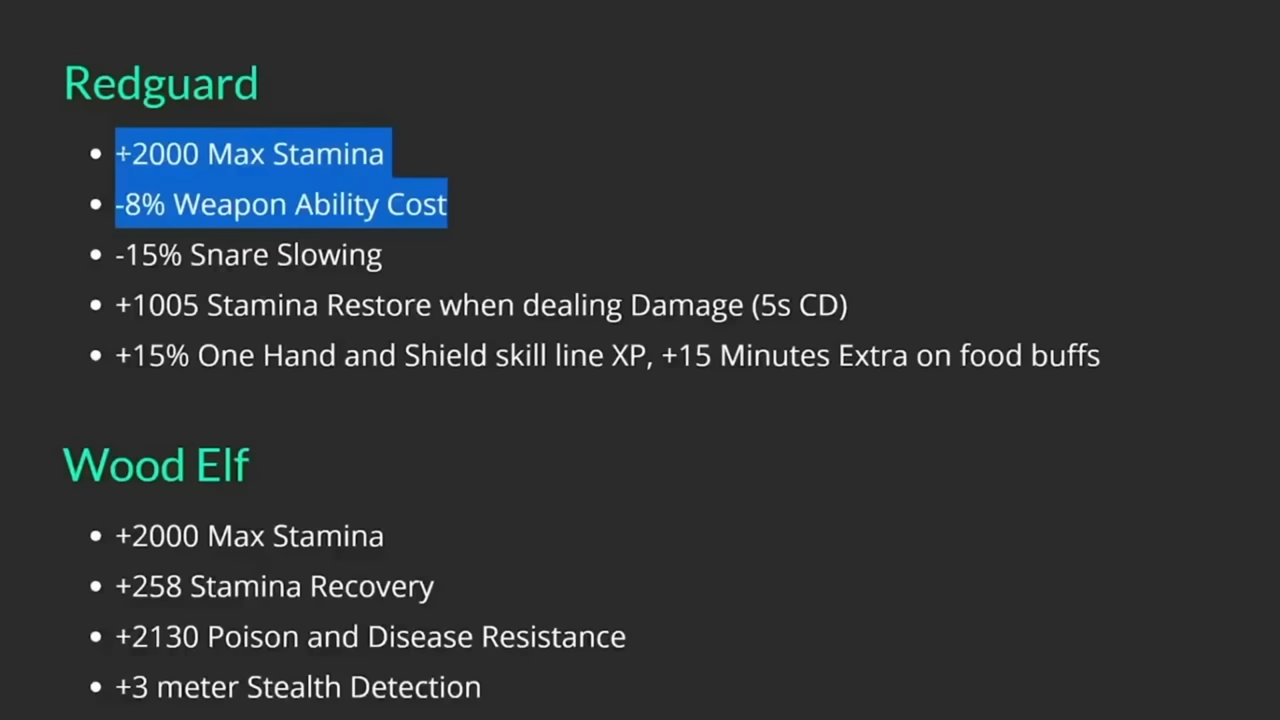 Redguard
+2000 Max Stamina
-8% Weapon Ability Cost
-15% Snare Slowing
+1005 Stamina Restore when dealing Damage (5s CD)
+15% One Hand and Shield skill line XP, +15 Minutes Extra on food buffs
Wood Elf
+2000 Max Stamina
+258 Stamina Recovery
+2130 Poison and Disease Resistance
+3 meter Stealth Detection